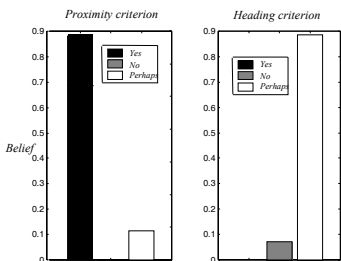 Proximity criterion
Heading criterion
0.9
0.8
0.7
0.6
0.5
0.4
0.3
0.2
0.1
0
Yes
No
Perhaps
Belief
0.9
0.8
0.7
0.6
0.5
0.4
0.3
0.2
0.1
0
Yes
No
Perhaps